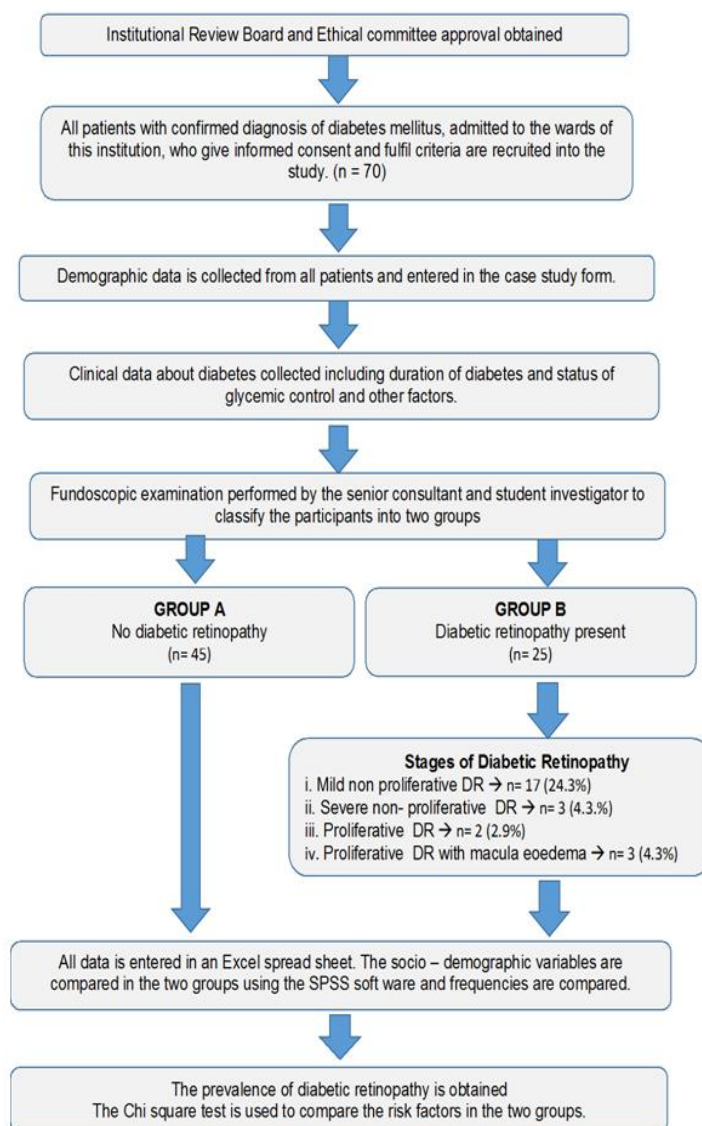 Institutional Review Board and Ethical committee approval obtained
All patients with confirmed diagnosis of diabetes mellitus, admitted to the wards of
this institution, who give informed consent and fulfil criteria are recruited into the
study. (n = 70)
Demographic data is collected from all patients and entered in the case study form.
Clinical data about diabetes collected including duration of diabetes and status of
glycemic control and other factors.
Fundoscopic examination performed by the senior consultant and student investigator to
classify the participants into two groups
GROUP A
No diabetic retinopathy
(n= 45)
GROUP B
Diabetic retinopathy present
(n= 25)
Stages of Diabetic Retinopathy
i. Mild non proliferative DR → n= 17 (24.3%)
ii. Severe non- proliferative DR → n= 3 (4.3.%)
iii. Proliferative DR → n= 2 (2.9%)
iv. Proliferative DR with macula eoedema → n= 3 (4.3%)
All data is entered in an Excel spread sheet. The socio – demographic variables are
compared in the two groups using the SPSS soft ware and frequencies are compared.
The prevalence of diabetic retinopathy is obtained
The Chi square test is used to compare the risk factors in the two groups.